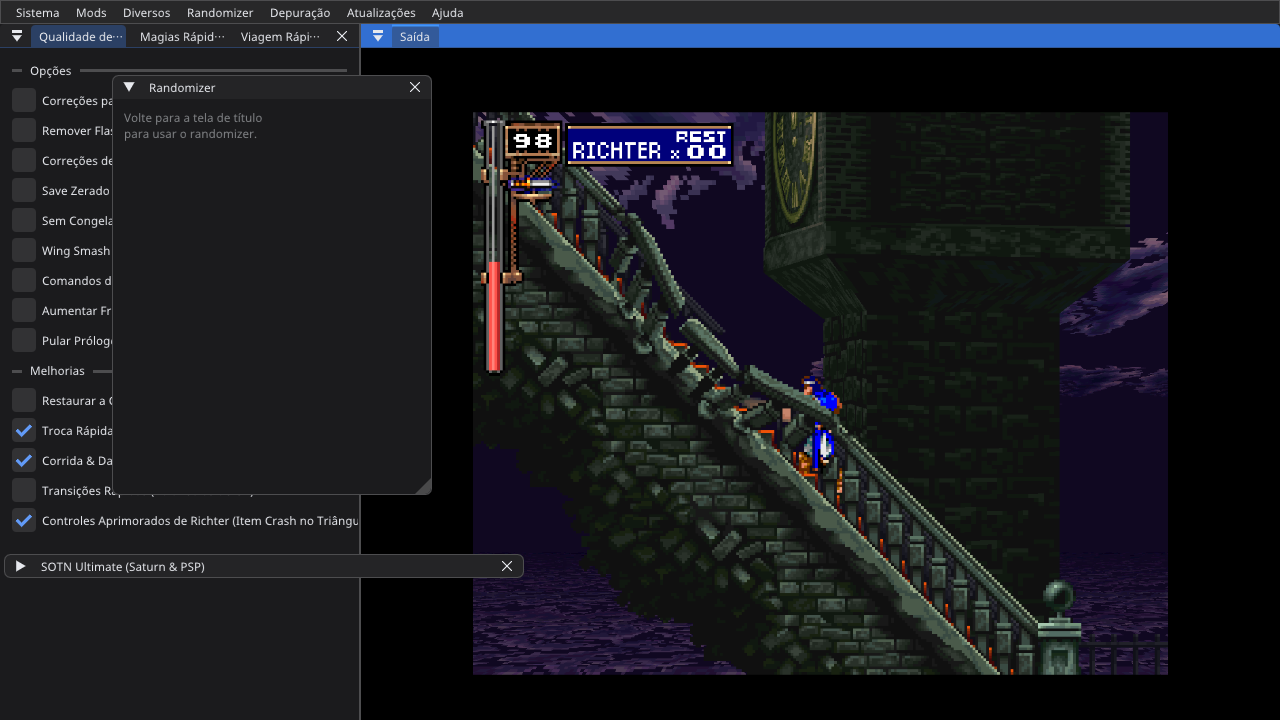 Sistema Mods Diversos Randomizer Depuração Atualizações Ajuda
Qualidade de··· Magias Rápid··· Viagem Rápi··· Saída
Opções
Randomizer
Volte para a tela de título
para usar o randomizer.
Correções pa
Remover Flas
Correções de
Save Zerado
Sem Congela
Wing Smash
Comandos d
Aumentar Fr
Pular Prólogo
Melhorias
Restaurar a
Troca Rápida
Corrida & Da
Transições
Controles Aprimorados de Richter (Item Crash no Triângu
SOTN Ultimate (Saturn & PSP)
98
REST
RICHTER x 00